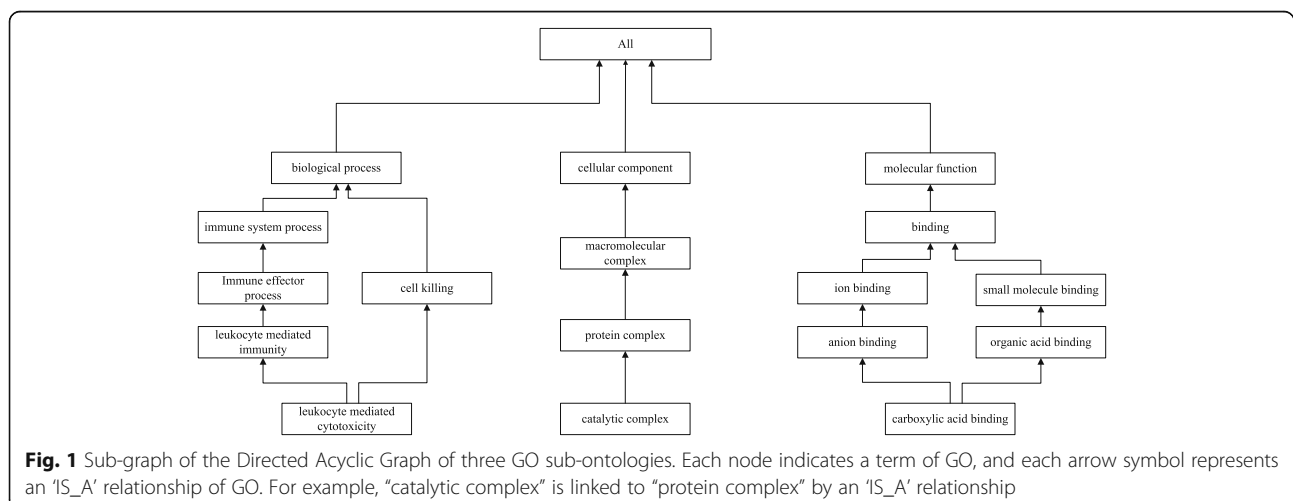 All
biological process
cellular component
molecular function
immune system process
binding
macromolecular
complex
Immune effector
process
cell killing
ion binding
small molecule binding
leukocyte mediated
immunity
protein complex
anion binding
organic acid binding
leukocyte mediated
cytotoxicity
catalytic complex
carboxylic acid binding
Fig. 1 Sub-graph of the Directed Acyclic Graph of three GO sub-ontologies. Each node indicates a term of GO, and each arrow symbol represents
an ‘IS_A’ relationship of GO. For example, “catalytic complex” is linked to “protein complex” by an ‘IS_A’ relationship